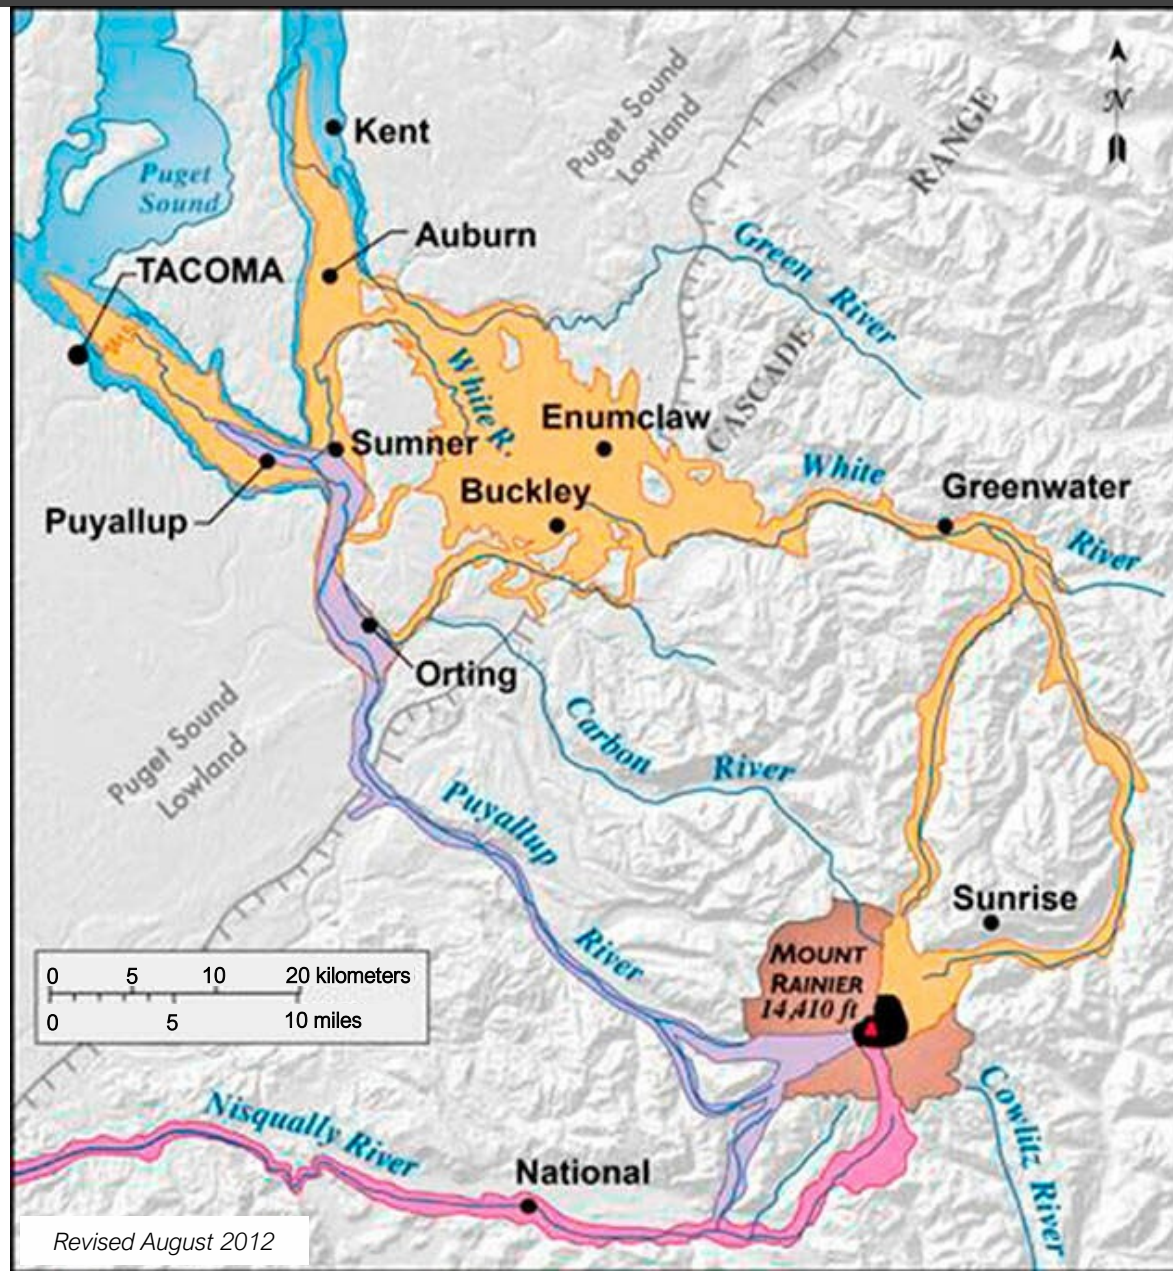 Kent
Puget Sound
Lowland
RANGE
N
Puget
Sound
Auburn
Green River
TACOMA
CASCADE
White R.
Enumclaw
Sumner
White
Greenwater
Buckley
Puyallup
River
Orting
Puget Sound
Lowland
Carbon River
Puyallup
Sunrise
River
MOUNT
RAINIER
14,410 ft
0 5 10 20 kilometers
0 5 10 miles
Cowlitz River
Nisqually River
National
Revised August 2012